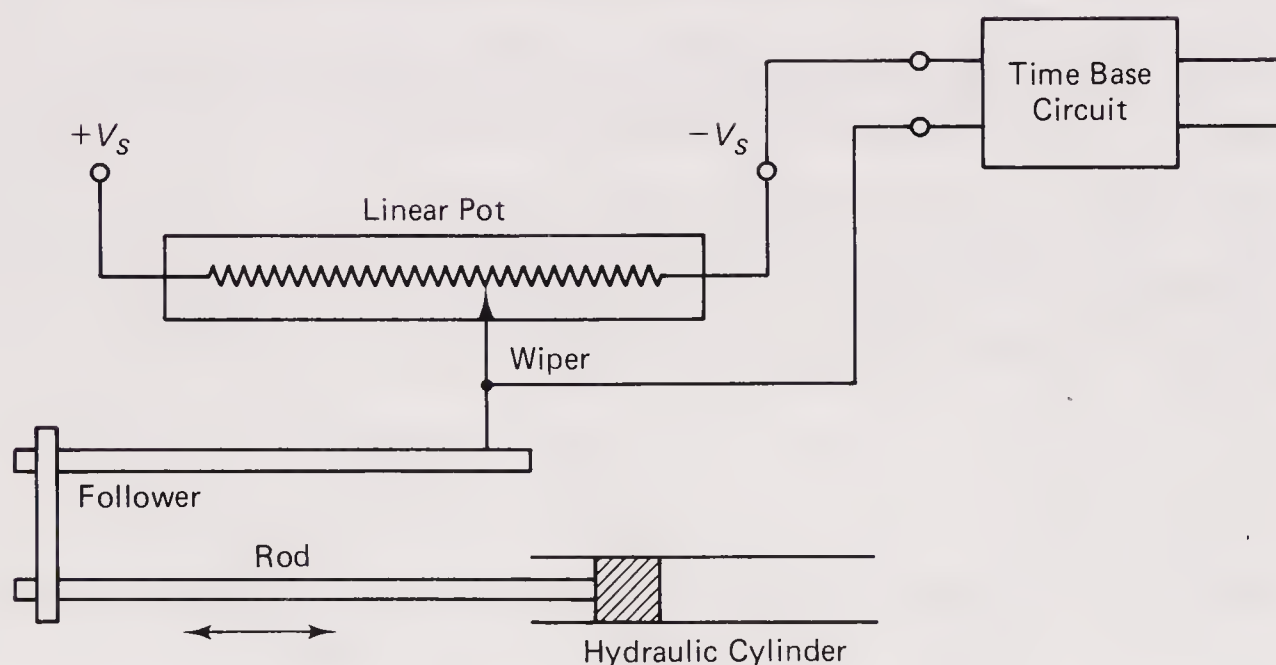 Time Base
Circuit
+V_S
−V_S
Linear Pot
Wiper
Follower
Rod
Hydraulic Cylinder